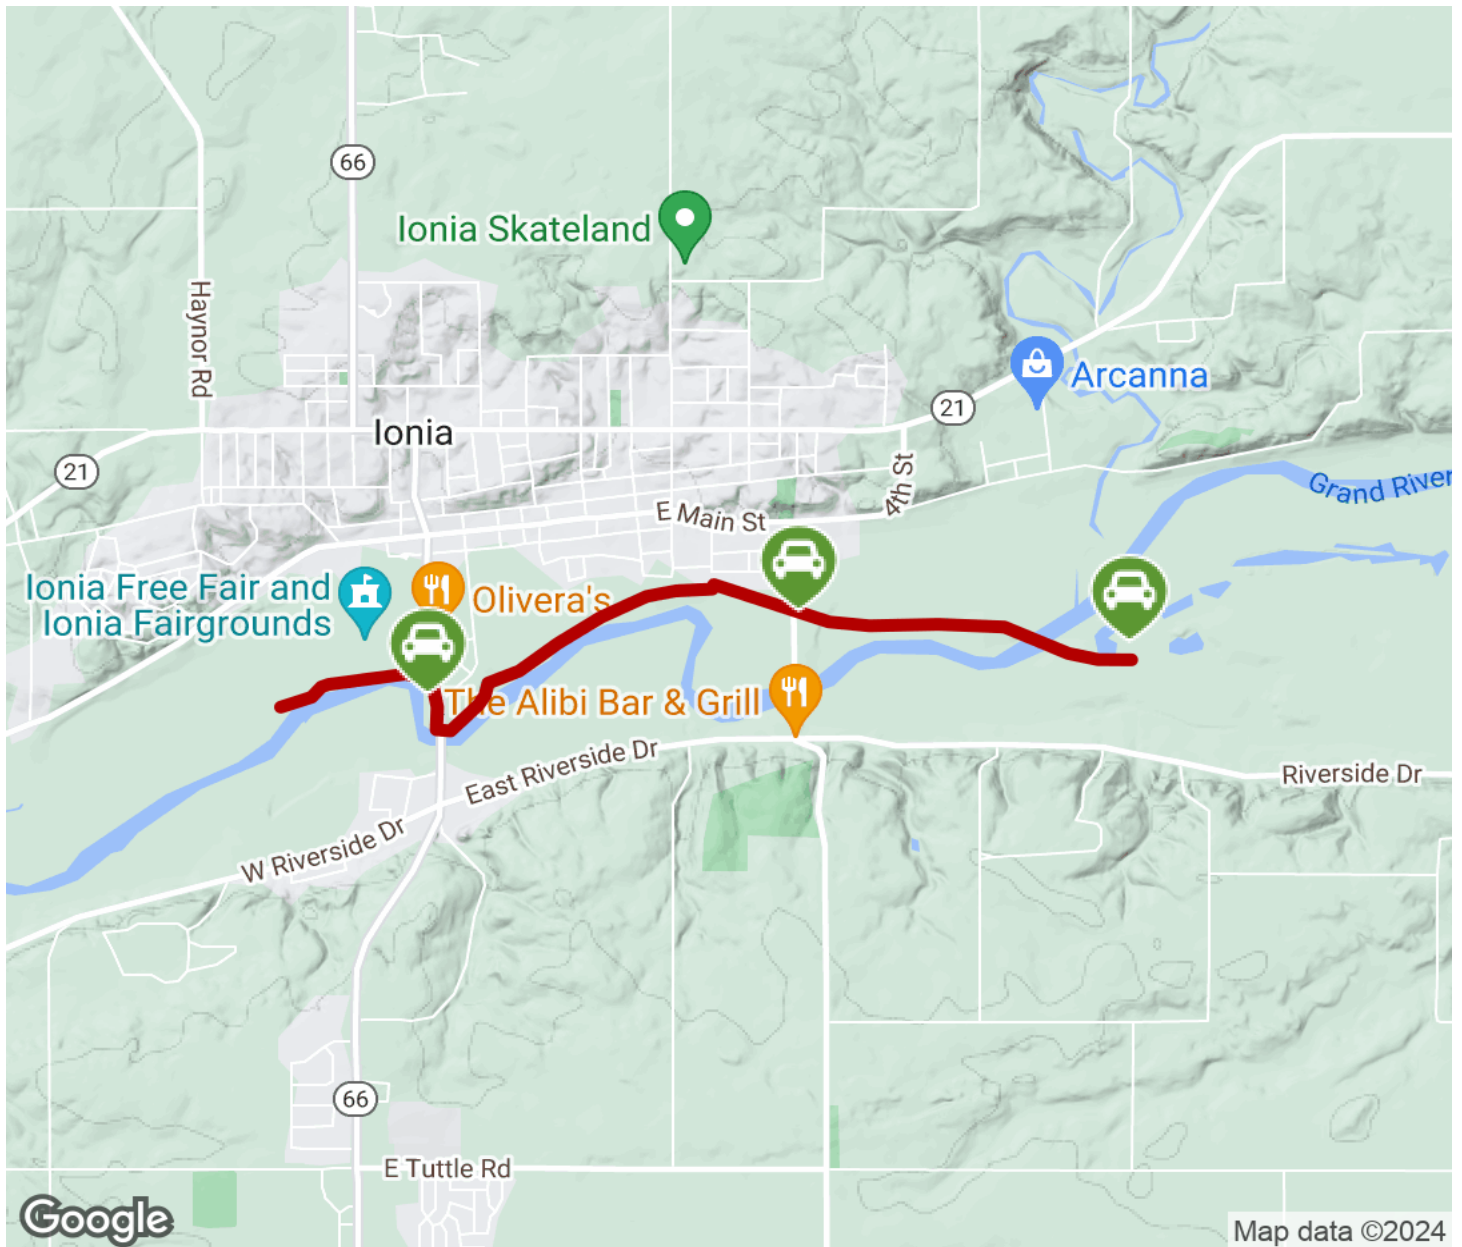 66
Ionia Skateland
Haynor Rd
Arcanna
21
Ionia
21
4th St
Grand River
E Main St
Ionia Free Fair and
Ionia Fairgrounds
Olivera's
The Alibi Bar & Grill
East Riverside Dr
Riverside Dr
W Riverside Dr
66
E Tuttle Rd
Google
Map data ©2024